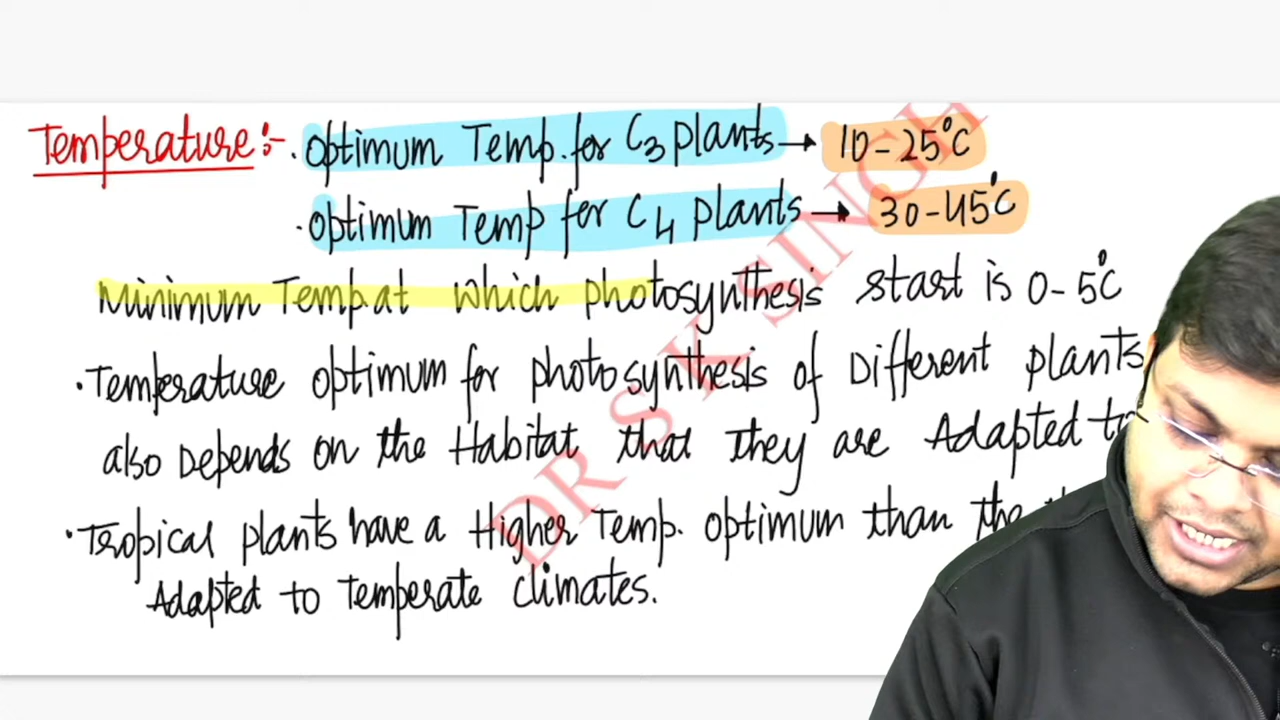 Temperature :- . Optimum Temp. for C3 plants → 10-25°C
. Optimum Temp for C4 plants → 30-45°C
Minimum Temp at which photosynthesis start is 0-5°C
. Temperature optimum for photosynthesis of Different plants
also Depends on the Habitat that they are Adapted
. Tropical plants have a Higher Temp. optimum than the
Adapted to Temperate climates.
DR S K SINGH